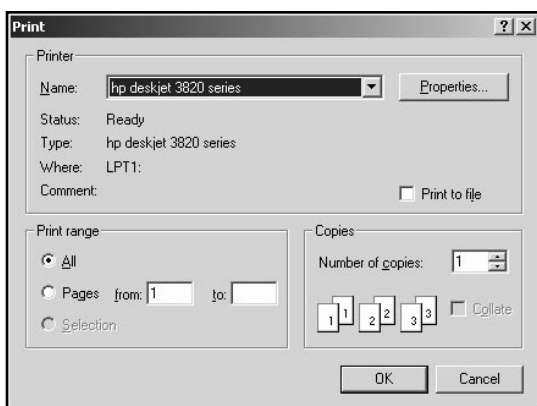 Print
Printer
Name: hp deskjet 3820 series Properties...
Status: Ready
Type: hp deskjet 3820 series
Where: LPT1:
Comment: Print to file
Print range
All
Pages from: 1 to:
Selection
Copies
Number of copies: 1
1 1 2 2 3 3 Collate
OK Cancel